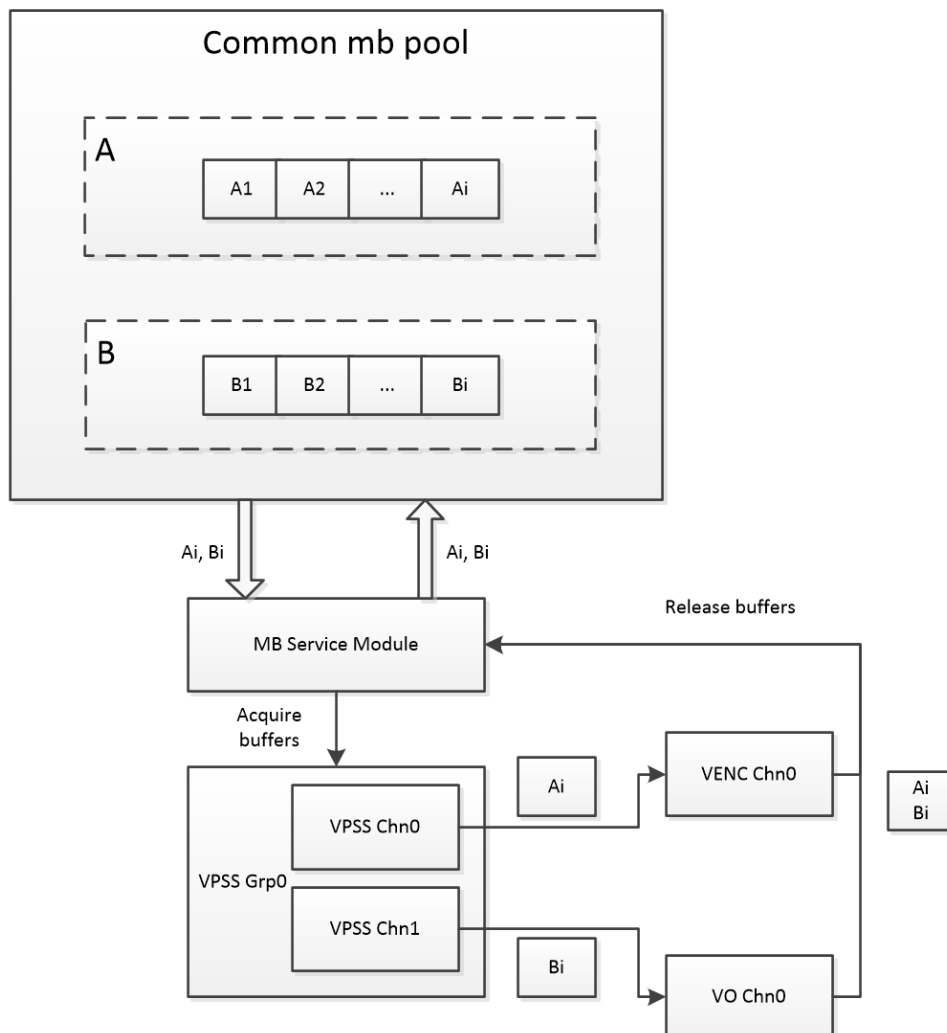 Common mb pool
A
A1 A2 ... Ai
B
B1 B2 ... Bi
Ai, Bi
Ai, Bi
Release buffers
MB Service Module
Acquire
buffers
Ai
VENC Chn0
Ai
Bi
VPSS Chn0
VPSS Grp0
VPSS Chn1
Bi
VO Chn0